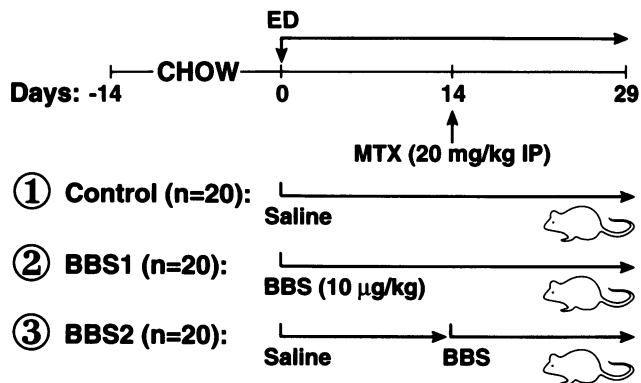 ED
CHOW
Days: -14 0 14 29
MTX (20 mg/kg IP)
① Control (n=20):
Saline
② BBS1 (n=20):
BBS (10 μg/kg)
③ BBS2 (n=20):
Saline BBS